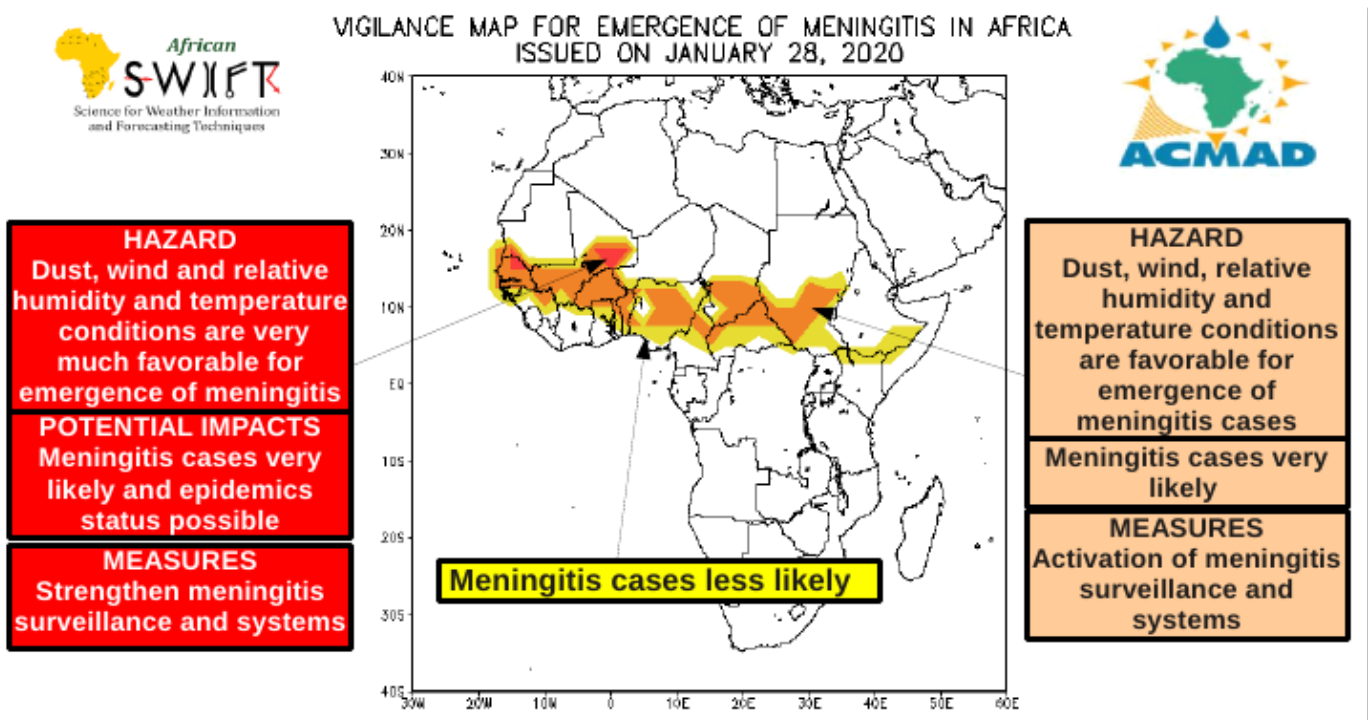 VIGILANCE MAP FOR EMERGENCE OF MENINGITIS IN AFRICA
ISSUED ON JANUARY 28, 2020
African
SWIFT
Science for Weather Information
and Forecasting Techniques
ACMAD
HAZARD
Dust, wind and relative
humidity and temperature
conditions are very
much favorable for
emergence of meningitis
POTENTIAL IMPACTS
Meningitis cases very
likely and epidemics
status possible
MEASURES
Strengthen meningitis
surveillance and systems
40N
30N
20N
10N
EQ
10S
20S
30S
40S
30W
20W
10W
0
10E
20E
30E
40E
50E
60E
Meningitis cases less likely
HAZARD
Dust, wind, relative
humidity and
temperature conditions
are favorable for
emergence of
meningitis cases
Meningitis cases very
likely
MEASURES
Activation of meningitis
surveillance and
systems